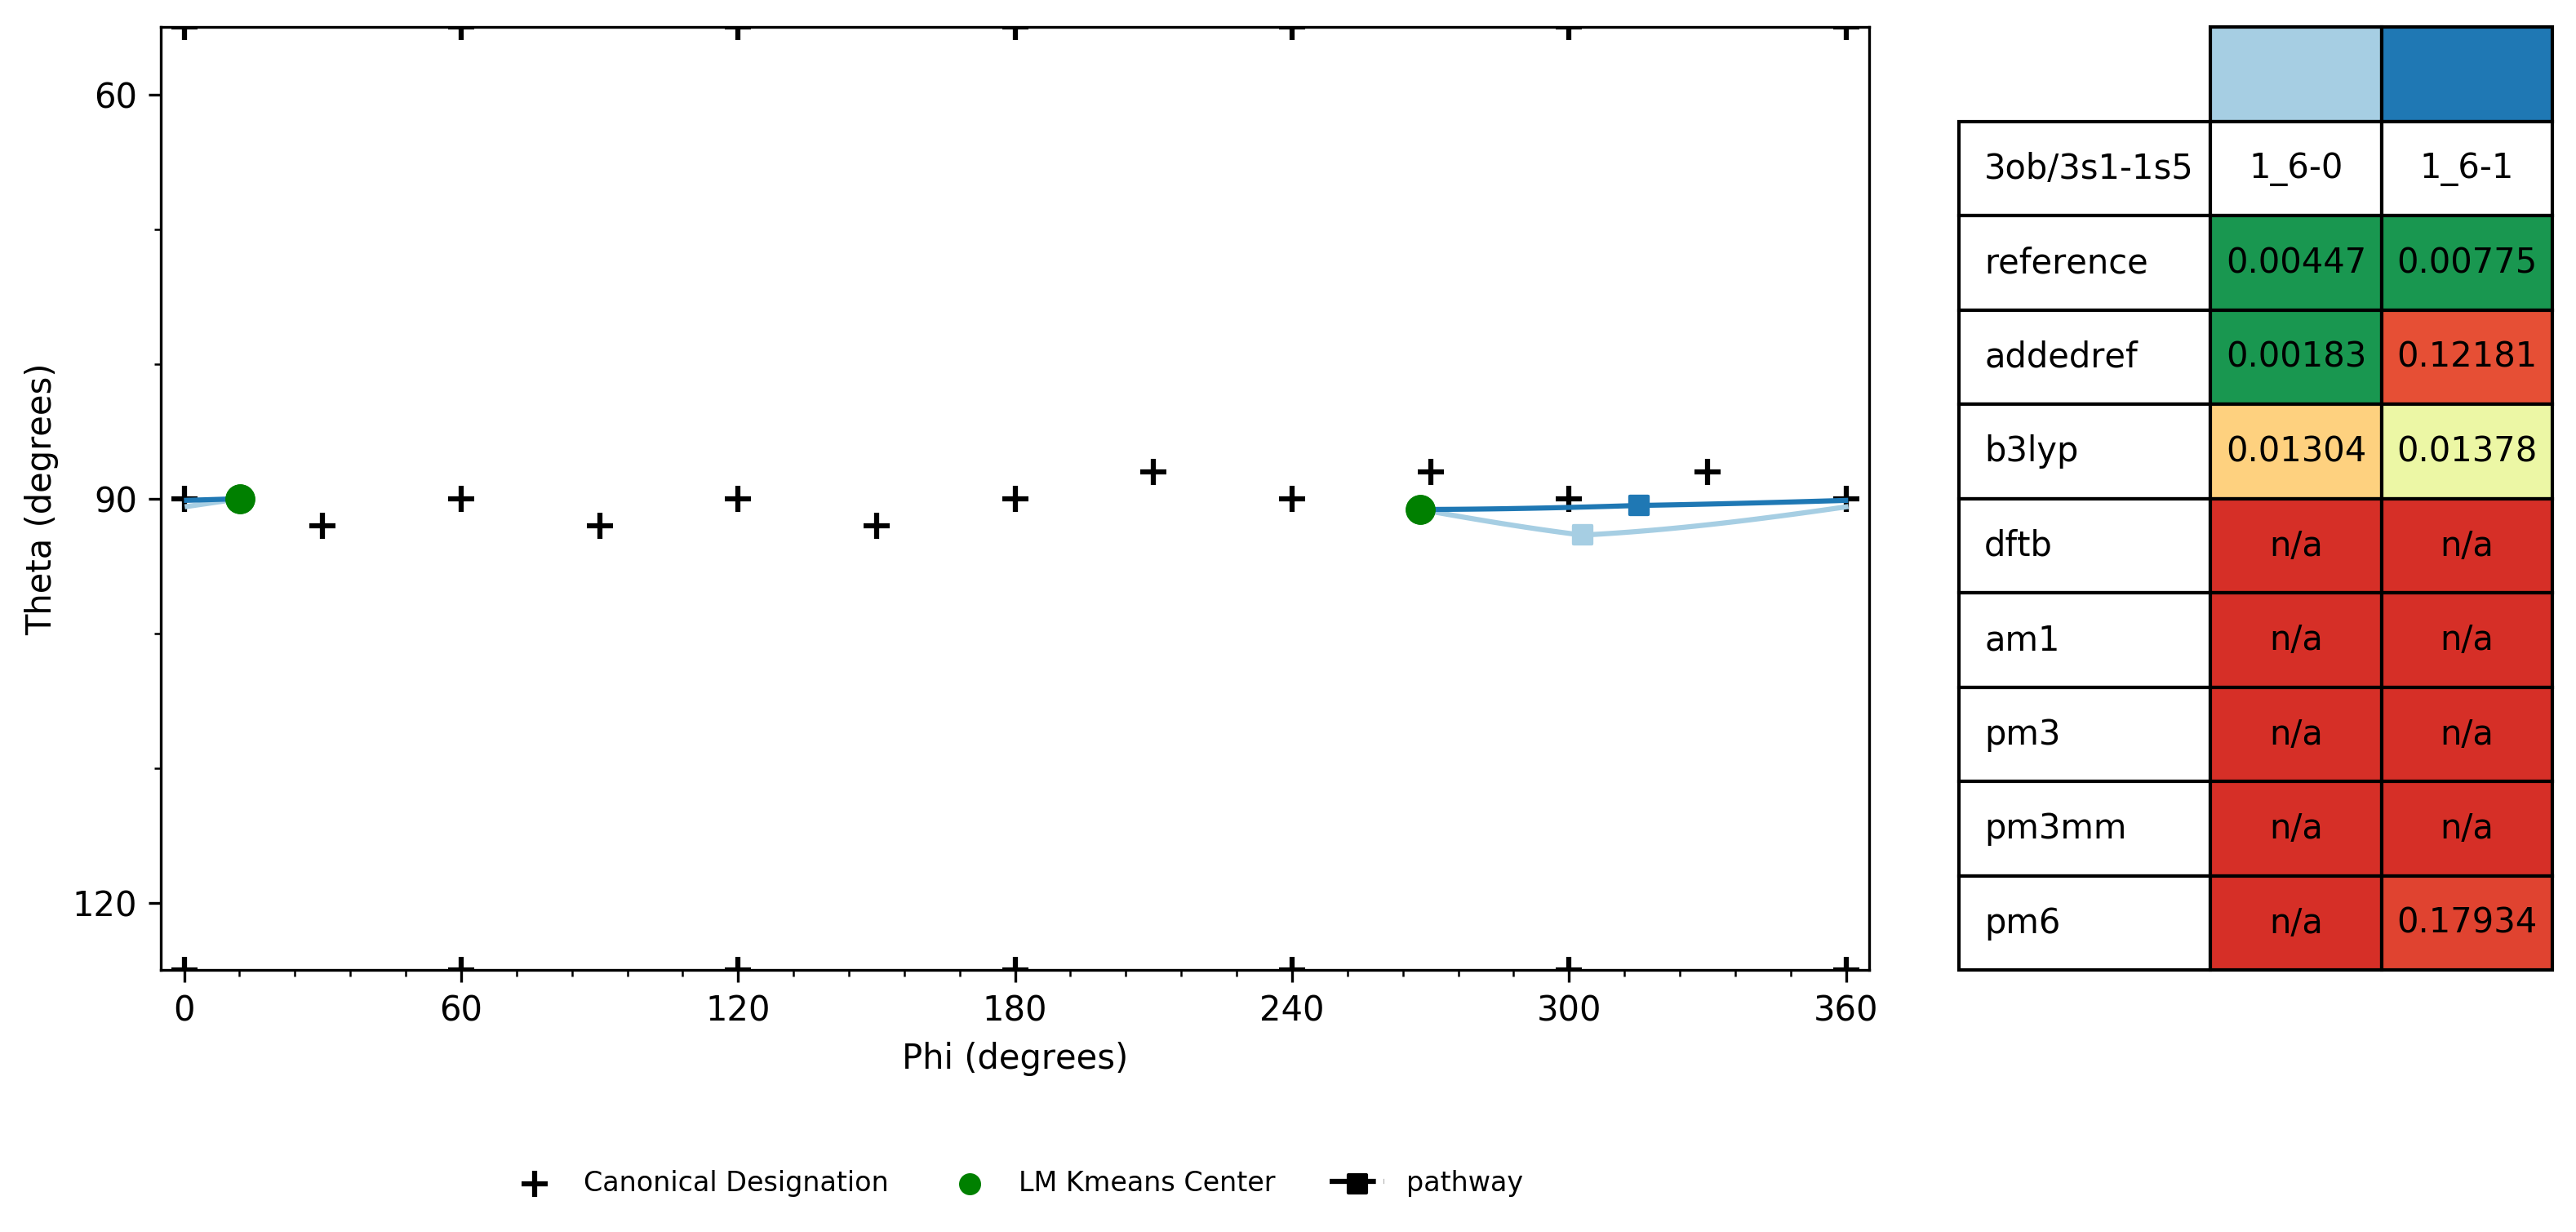 60
90
120
Theta (degrees)
0 60 120 180 240 300 360
Phi (degrees)
Canonical Designation LM Kmeans Center pathway
3ob/3s1-1s5 1_6-0 1_6-1
reference 0.00447 0.00775
addedref 0.00183 0.12181
b3lyp 0.01304 0.01378
dftb n/a n/a
am1 n/a n/a
pm3 n/a n/a
pm3mm n/a n/a
pm6 n/a 0.17934